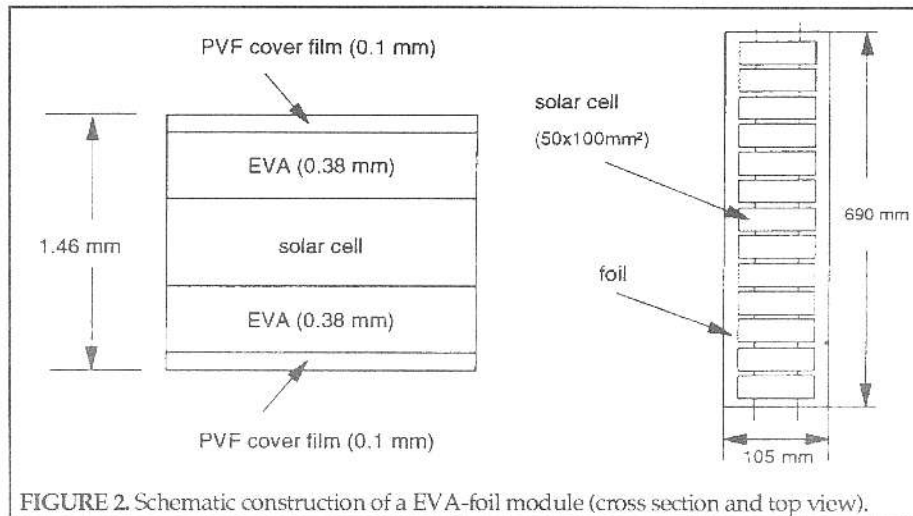 PVF cover film (0.1 mm)
EVA (0.38 mm)
1.46 mm
solar cell
EVA (0.38 mm)
PVF cover film (0.1 mm)
solar cell
(50x100mm²)
690 mm
foil
105 mm
FIGURE 2. Schematic construction of a EVA-foil module (cross section and top view).